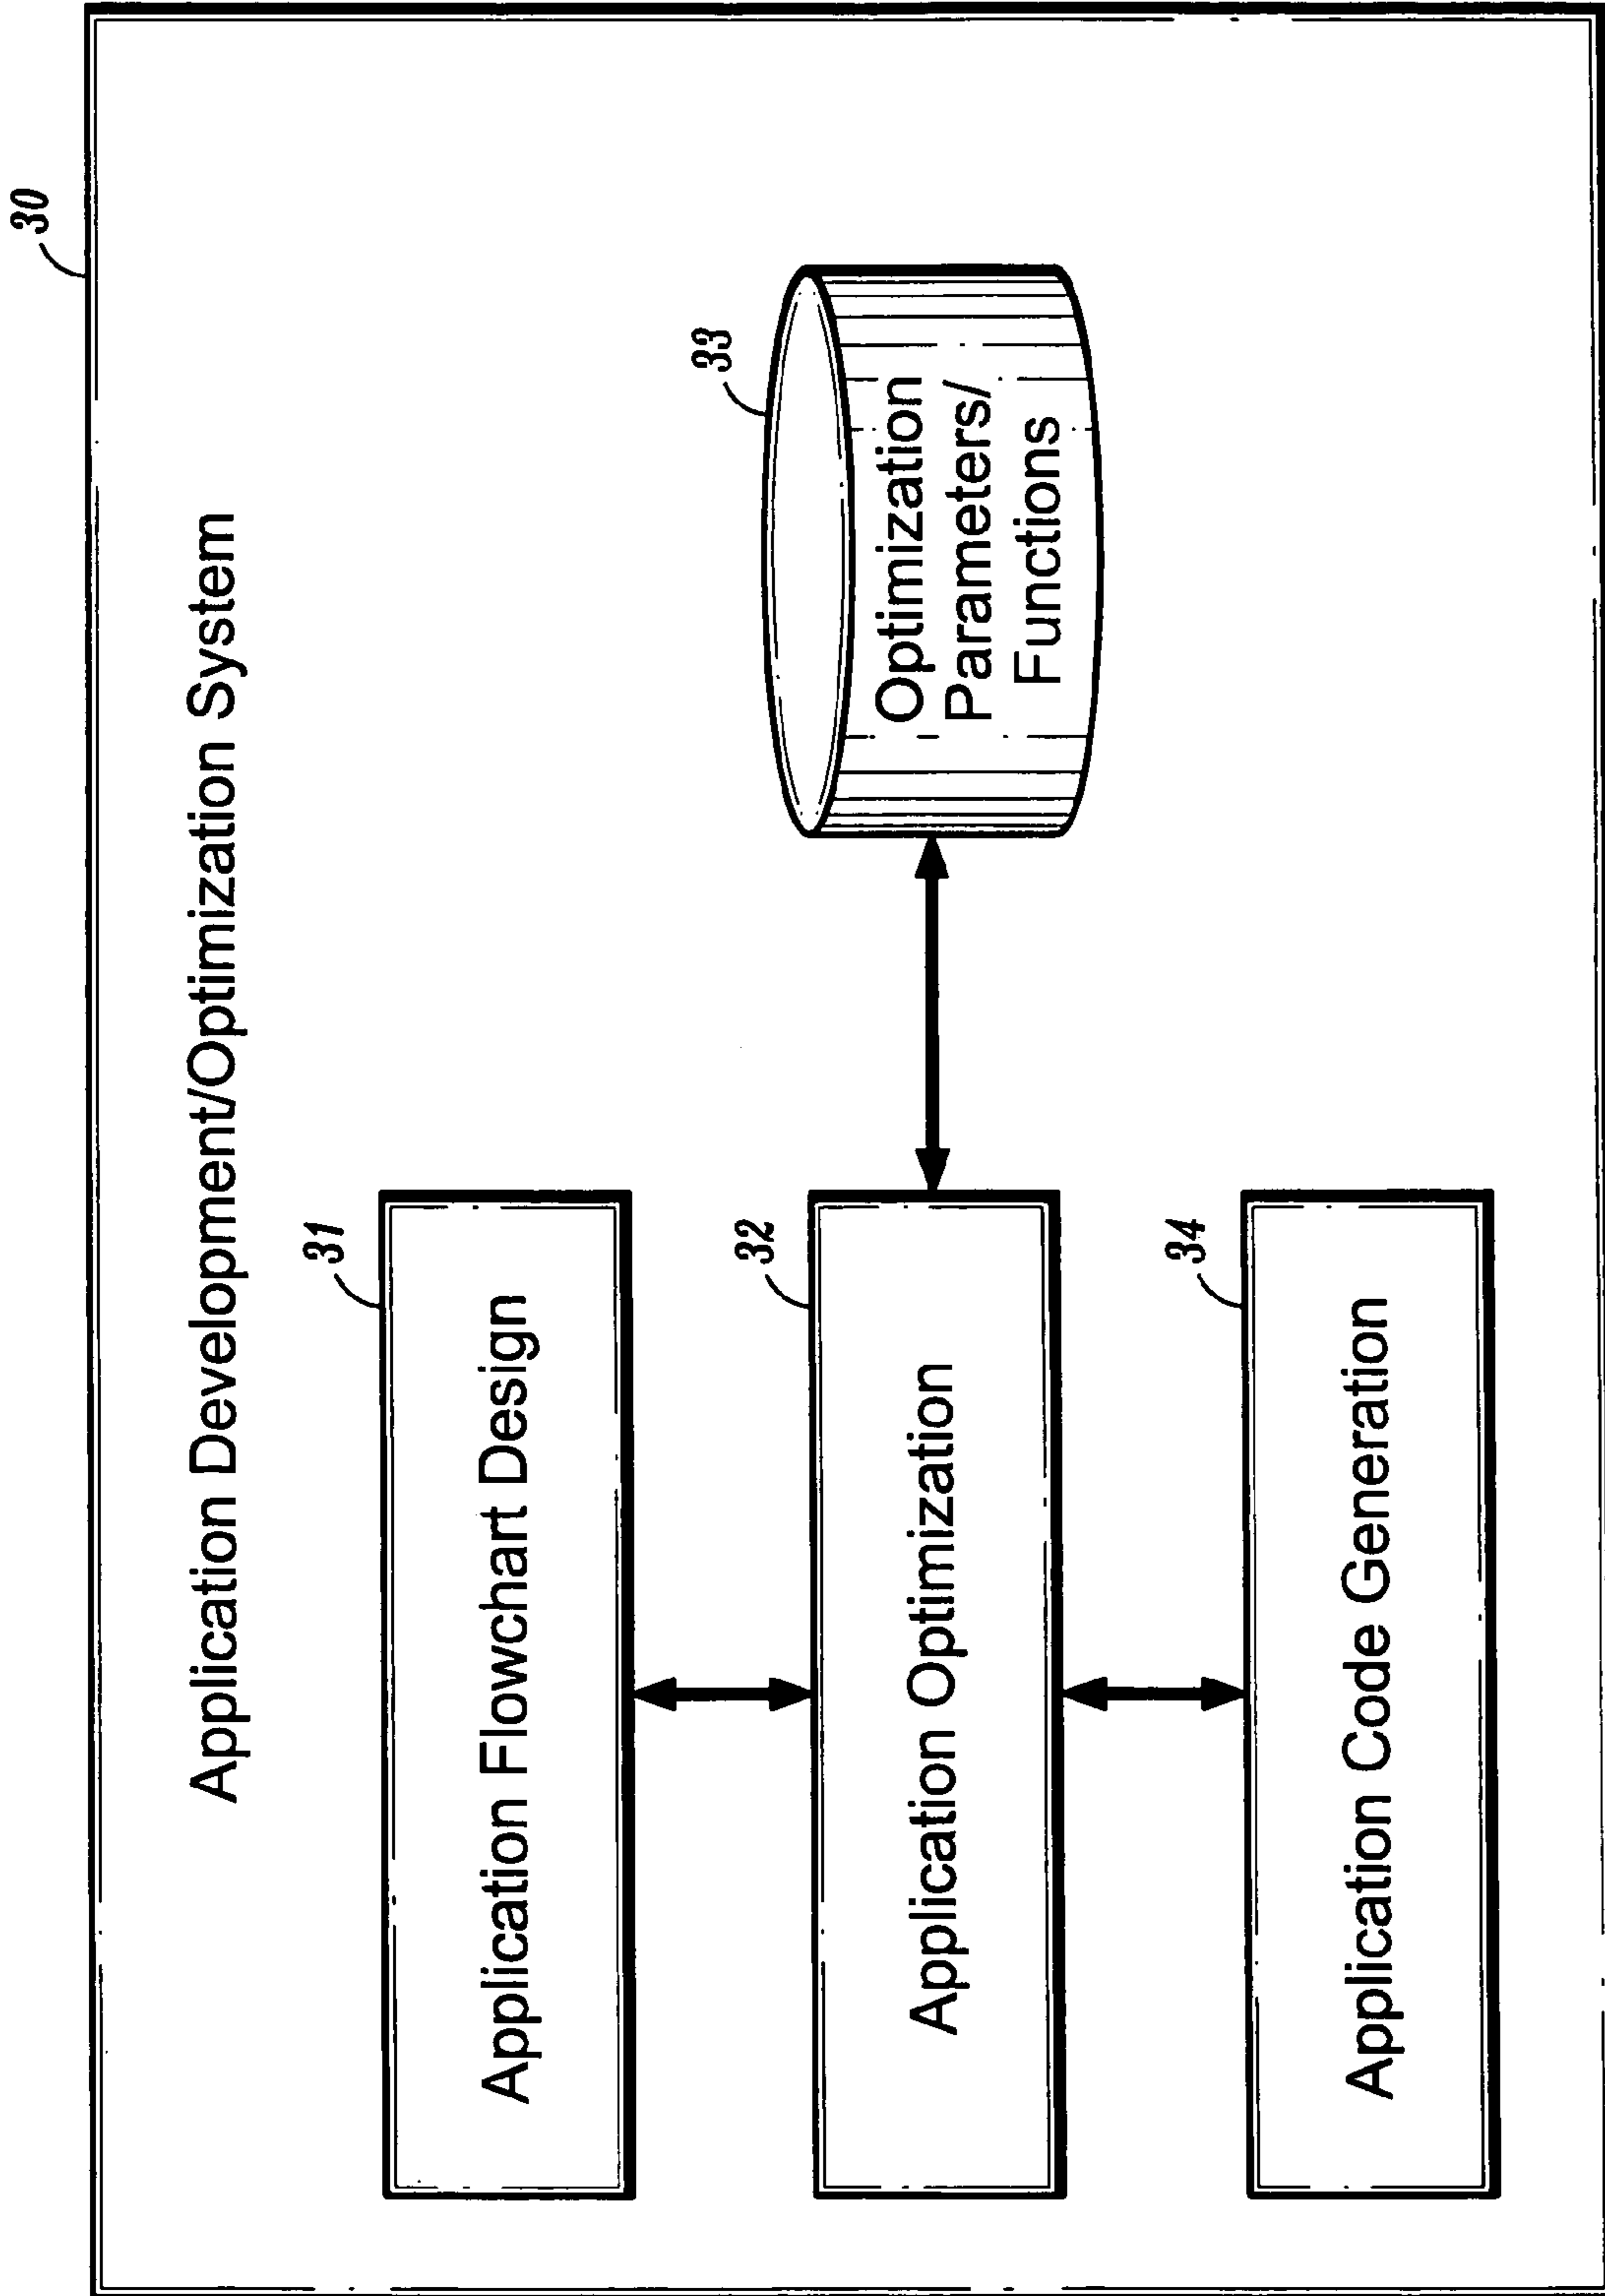 30
Application Development/Optimization System
31
Application Flowchart Design
32
Application Optimization
33
Optimization
Parameters/
Functions
34
Application Code Generation